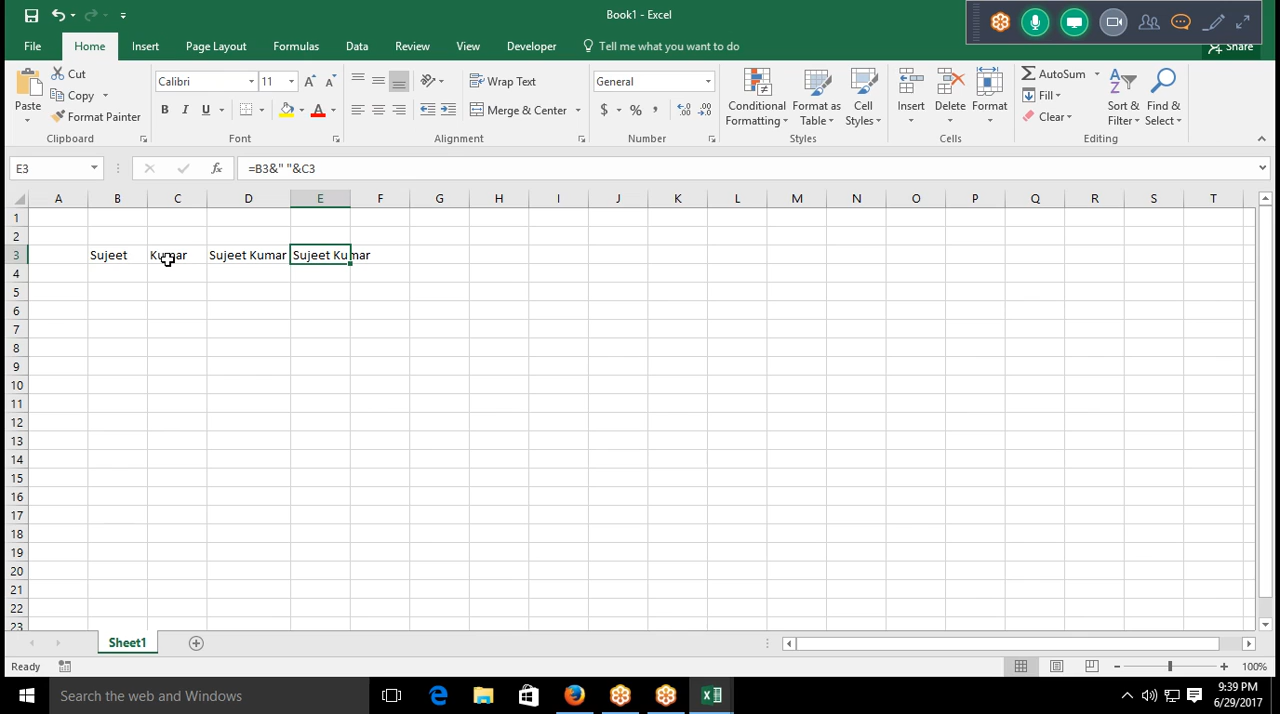 Book1 - Excel
File Home Insert Page Layout Formulas Data Review View Developer Tell me what you want to do Share
Paste Cut Copy Format Painter Clipboard
Calibri 11 B I U A Font
Wrap Text Merge & Center Alignment
General $ % , Number
Conditional Formatting Format as Table Cell Styles Styles
Insert Delete Format Cells
AutoSum Fill Clear Sort & Filter Find & Select Editing
E3 fx =B3&" "&C3
A B C D E F G H I J K L M N O P Q R S T
1
2
3 Sujeet Kumar Sujeet Kumar Sujeet Kumar
4
5
6
7
8
9
10
11
12
13
14
15
16
17
18
19
20
21
22
23
Sheet1
Ready 100%
Search the web and Windows 9:39 PM
6/29/2017